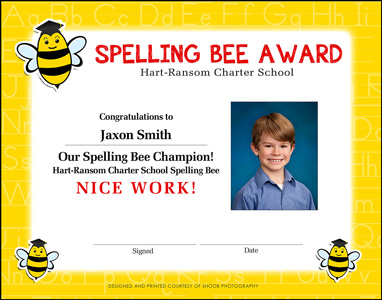 SPELLING BEE AWARD
Hart-Ransom Charter School
Congratulations to
Jaxon Smith
Our Spelling Bee Champion!
Hart-Ransom Charter School Spelling Bee
NICE WORK!
Signed
Date
DESIGNED AND PRINTED COURTESY OF SHOOB PHOTOGRAPHY